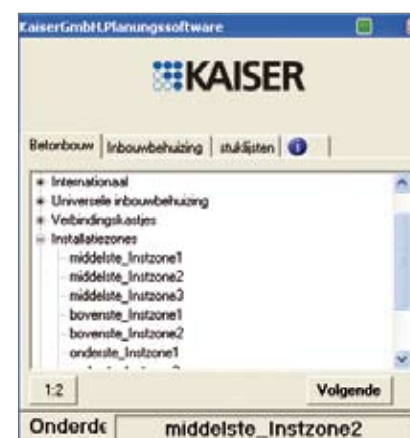 KaiserGmbH.Planungssoftware
KAISER
Betonbouw Inbouwbehuizing stuklijsten
Internationaal
Universele inbouwbehuizing
Verbindingskastjes
Installatiezones
middelste_Instzone1
middelste_Instzone2
middelste_Instzone3
bovenste_Instzone1
bovenste_Instzone2
onderste_Instzone1
1:2 Volgende
Onderde middelste_Instzone2